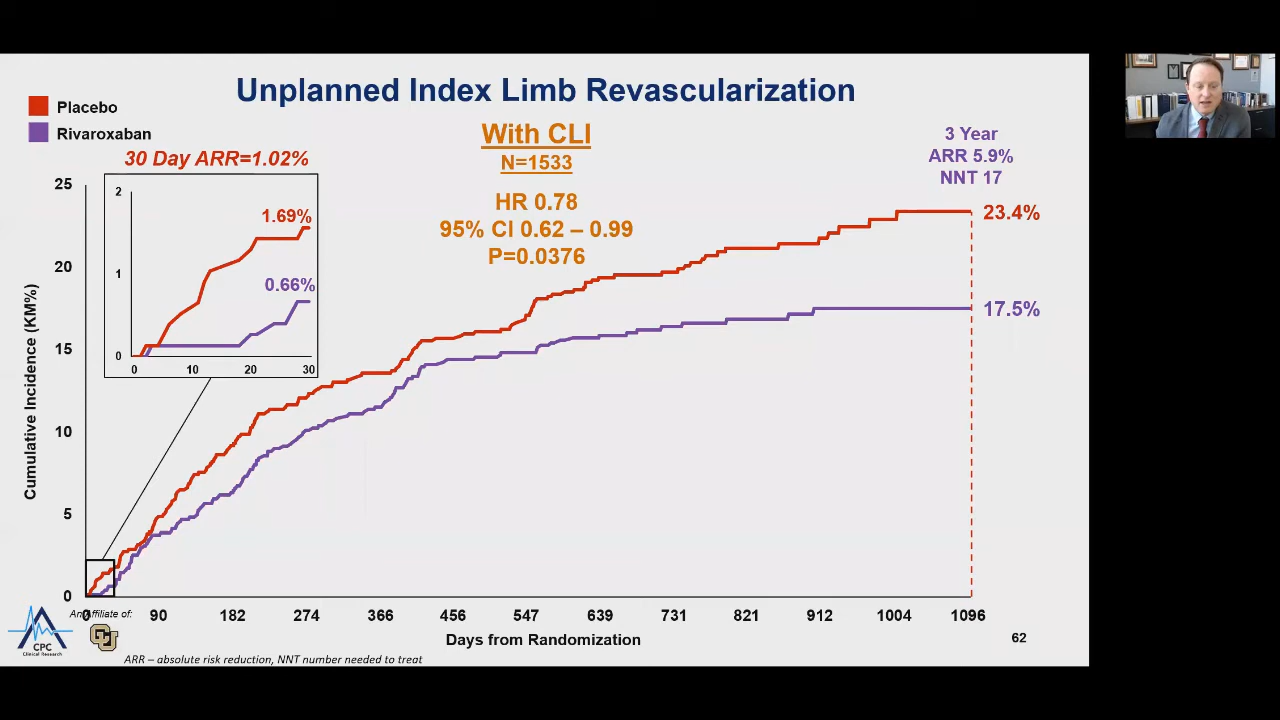 Unplanned Index Limb Revascularization
Placebo
Rivaroxaban
With CLI
N=1533
HR 0.78
95% CI 0.62 – 0.99
P=0.0376
3 Year
ARR 5.9%
NNT 17
30 Day ARR=1.02%
2
1
0
1.69%
0.66%
0 10 20 30
23.4%
17.5%
Cumulative Incidence (KM%)
25
20
15
10
5
0
0 90 182 274 366 456 547 639 731 821 912 1004 1096
Days from Randomization
An Affiliate of:
CPC
Clinical Research
CU
62
ARR – absolute risk reduction, NNT number needed to treat